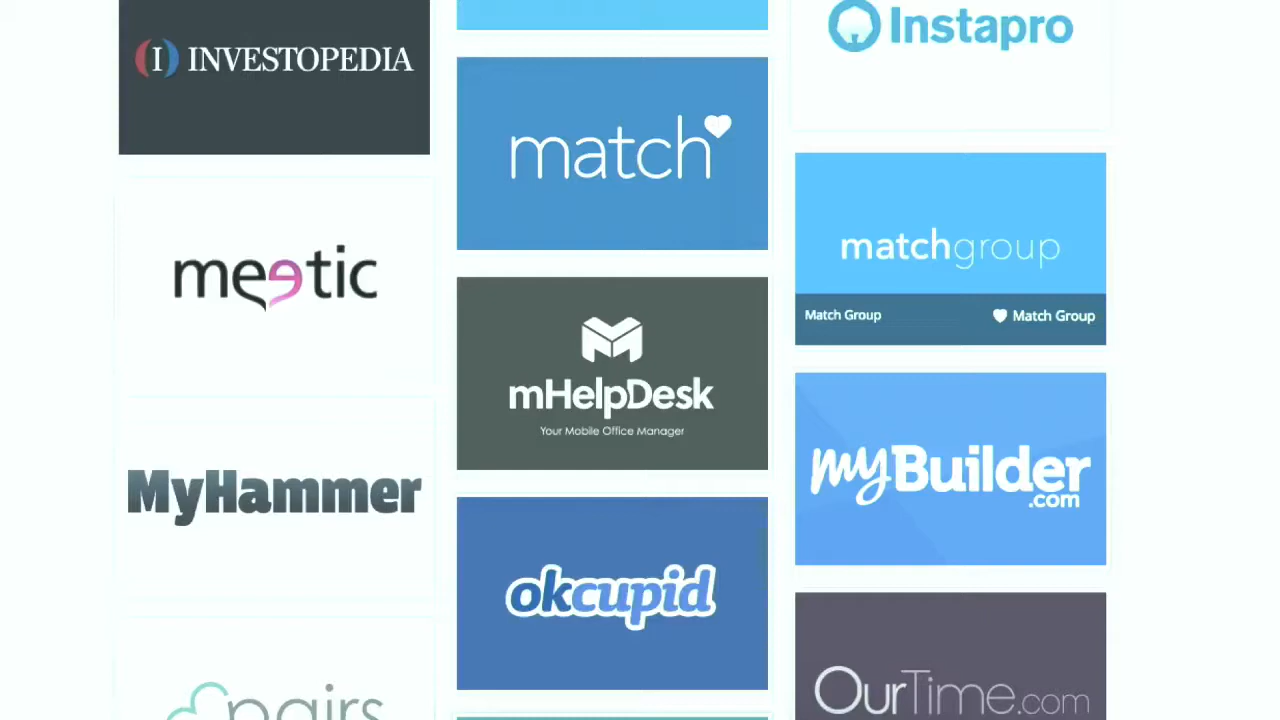 INVESTOPEDIA
match
Instapro
meetic
matchgroup
Match Group
Match Group
mHelpDesk
Your Mobile Office Manager
MyHammer
myBuilder
.com
okcupid
pairs
OurTime.com